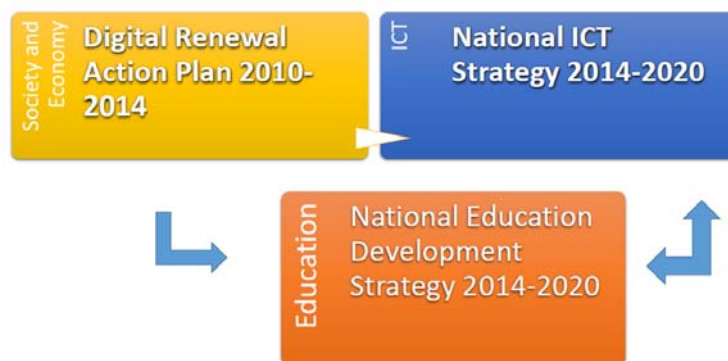 Society and
Economy
Digital Renewal
Action Plan 2010-
2014
ICT
National ICT
Strategy 2014-2020
Education
National Education
Development
Strategy 2014-2020